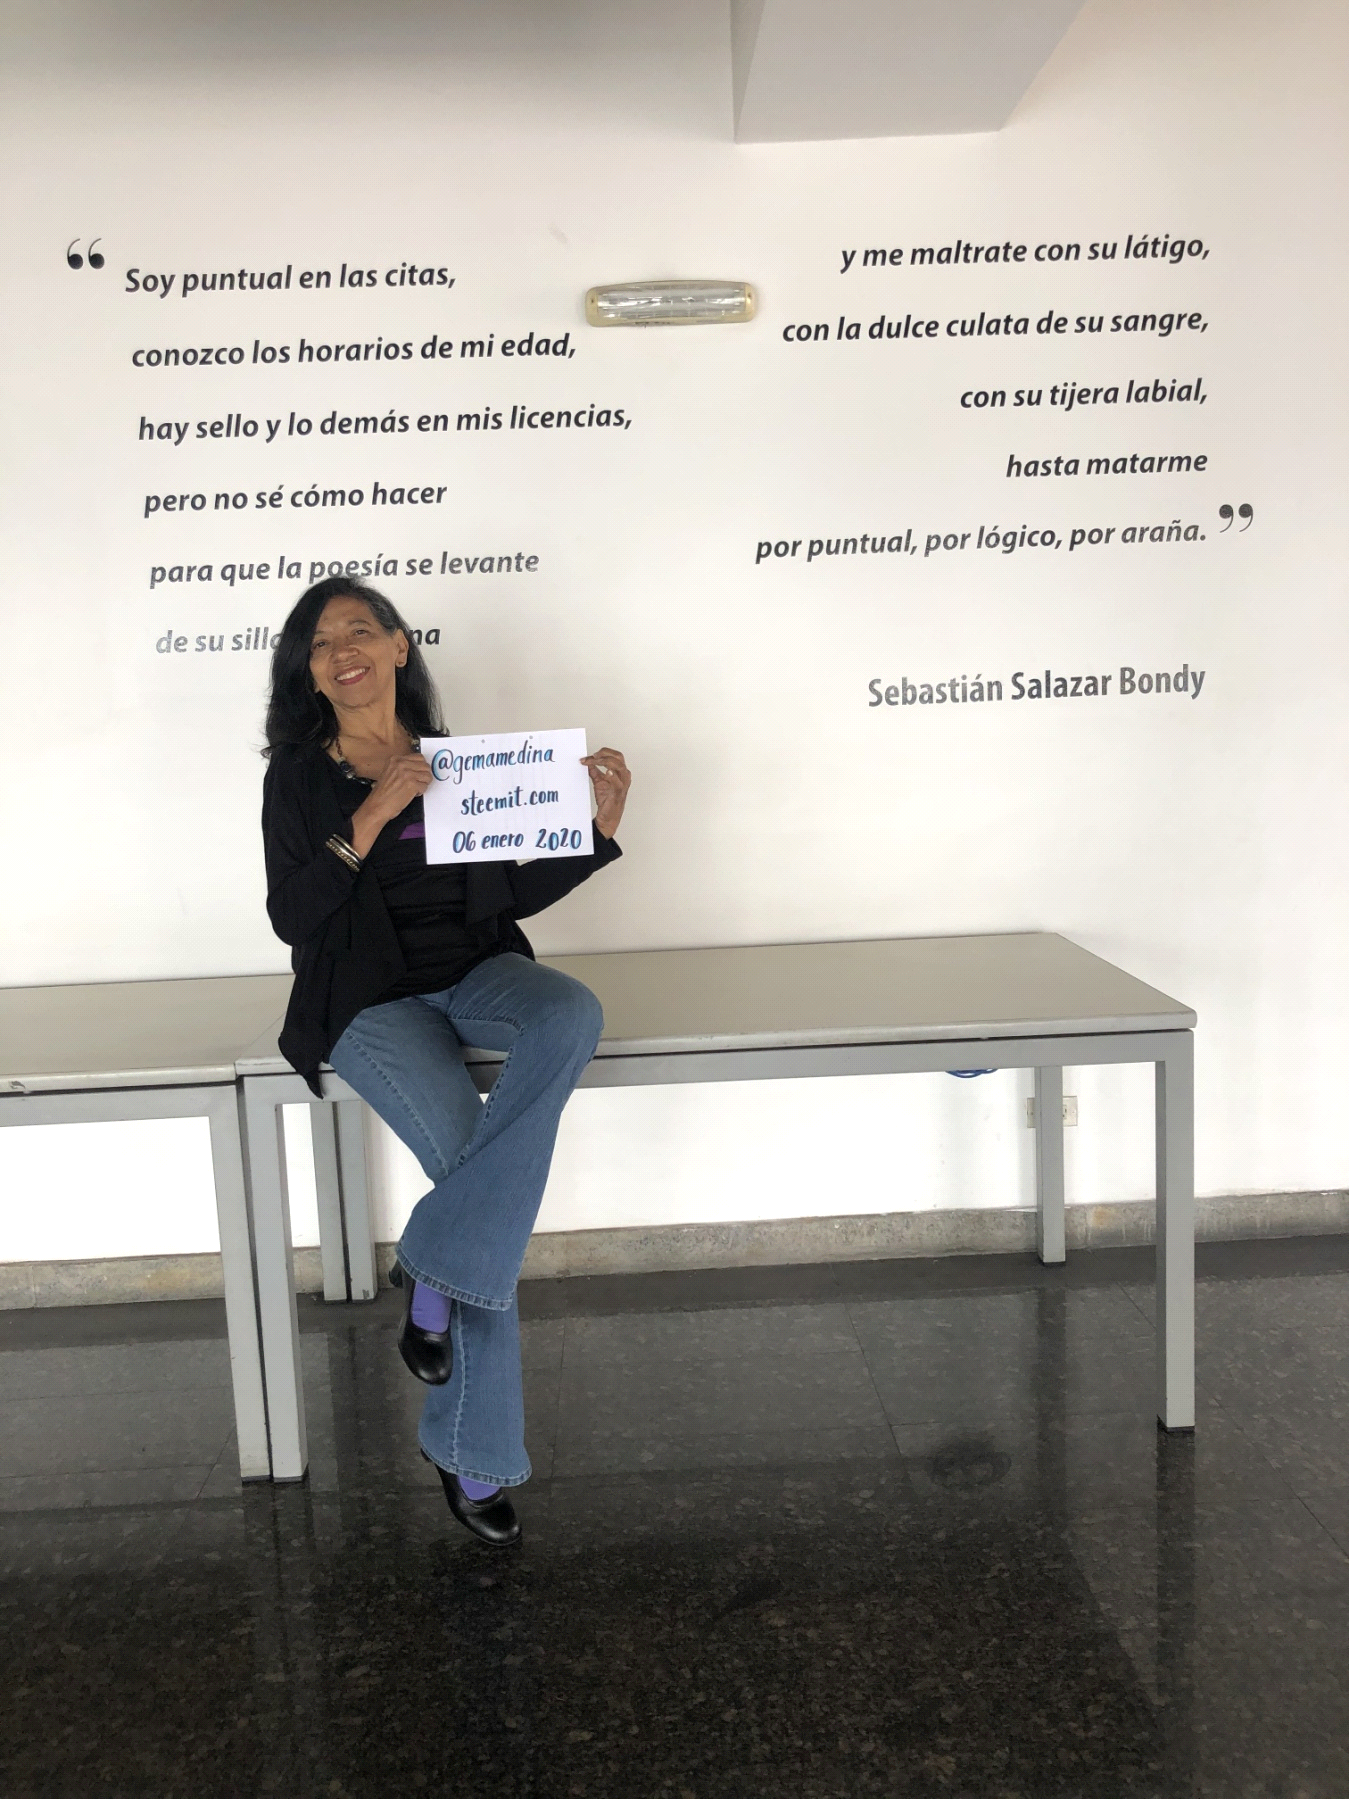 “ Soy puntual en las citas,
conozco los horarios de mi edad,
hay sello y lo demás en mis licencias,
pero no sé cómo hacer
para que la poesía se levante
de su
y me maltrate con su látigo,
con la dulce culata de su sangre,
con su tijera labial,
hasta matarme
por puntual, por lógico, por araña. ”
Sebastián Salazar Bondy
@gemamedina
steemit.com
06 enero 2020